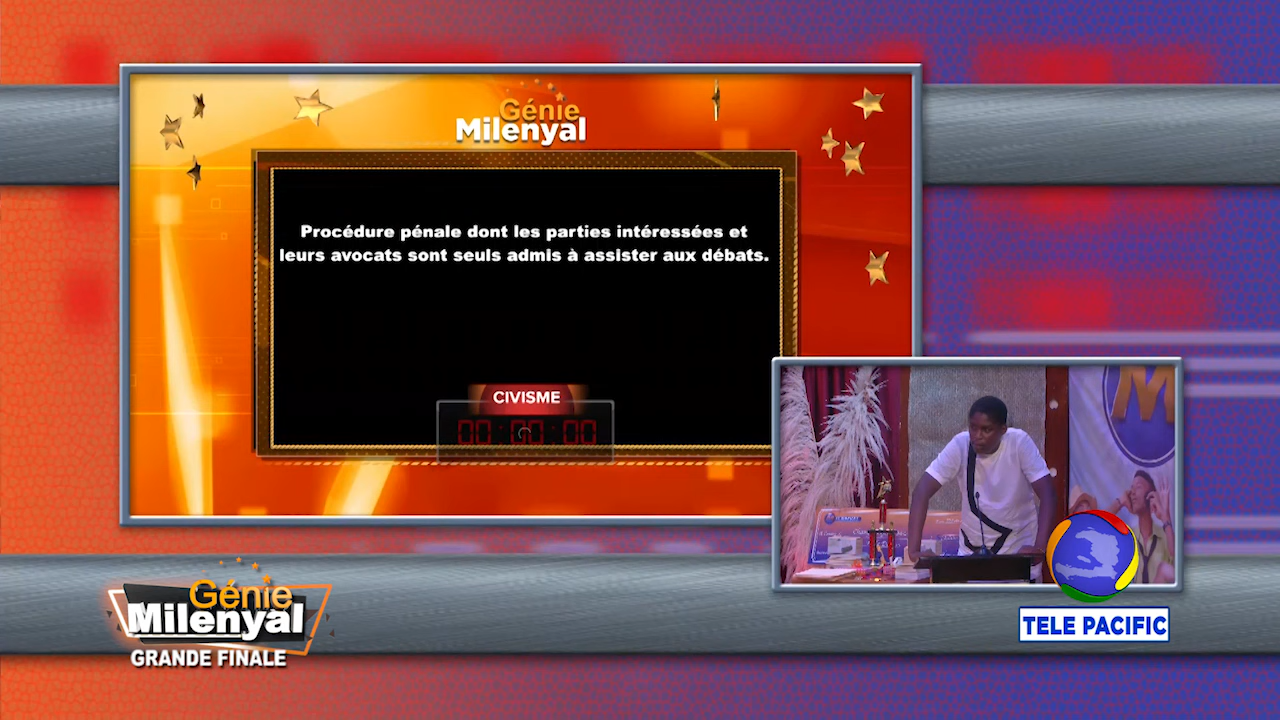 Génie
Milenyal
Procédure pénale dont les parties intéressées et
leurs avocats sont seuls admis à assister aux débats.
CIVISME
00:00:00
M
Génie
Milenyal
GRANDE FINALE
TELE PACIFIC